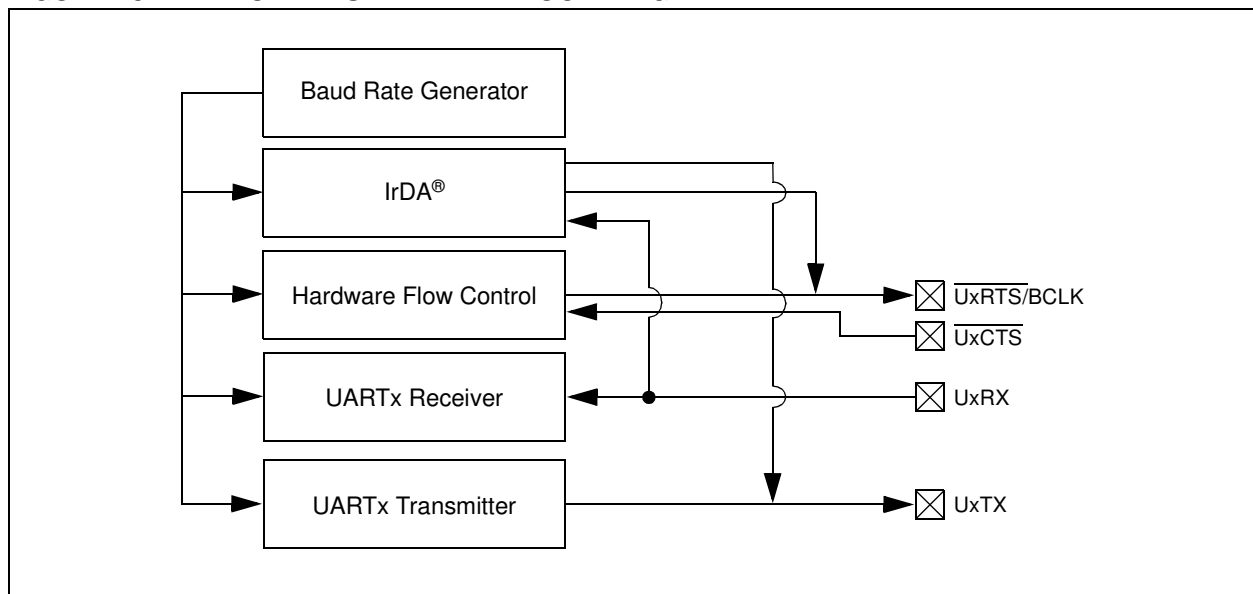 Baud Rate Generator
IrDA®
Hardware Flow Control
UxRTS/BCLK
UxCTS
UARTx Receiver
UxRX
UARTx Transmitter
UxTX